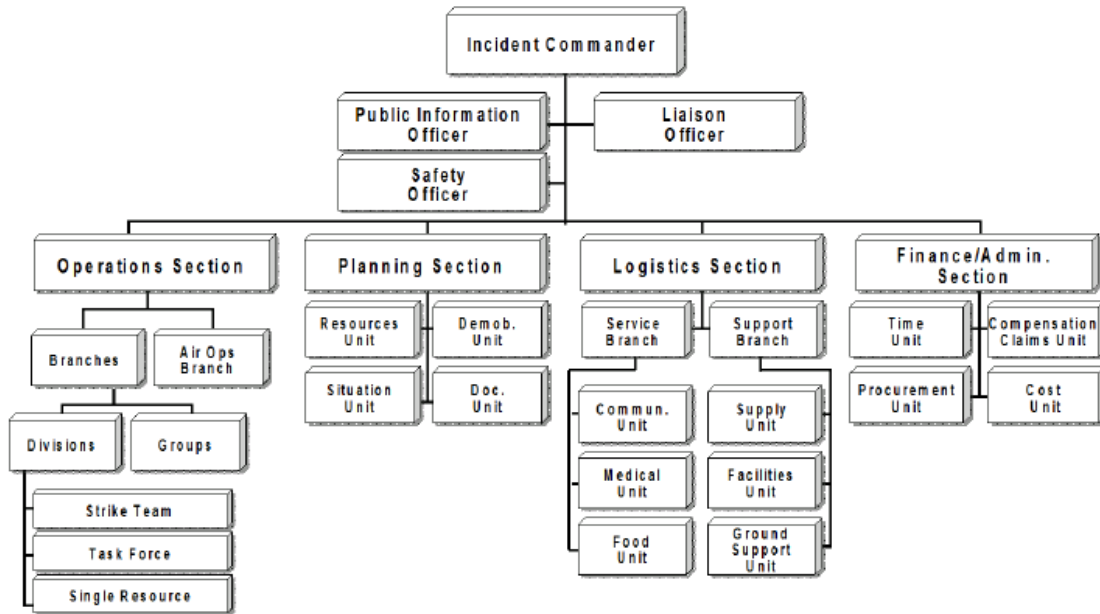 Incident Commander
Public Information
Officer
Liaison
Officer
Safety
Officer
Operations Section
Planning Section
Logistics Section
Finance/Admin.
Section
Branches
Air Ops
Branch
Divisions
Groups
Strike Team
Task Force
Single Resource
Resources
Unit
Demob.
Unit
Situation
Unit
Doc.
Unit
Service
Branch
Support
Branch
Commun.
Unit
Supply
Unit
Medical
Unit
Facilities
Unit
Food
Unit
Ground
Support
Unit
Time
Unit
Compensation
Claims Unit
Procurement
Unit
Cost
Unit